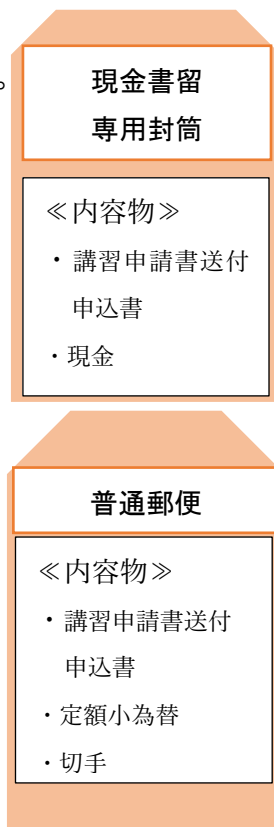 。
現金書留
専用封筒
≪内容物≫
・講習申請書送付
申込書
・現金
普通郵便
≪内容物≫
・講習申請書送付
申込書
・定額小為替
・切手